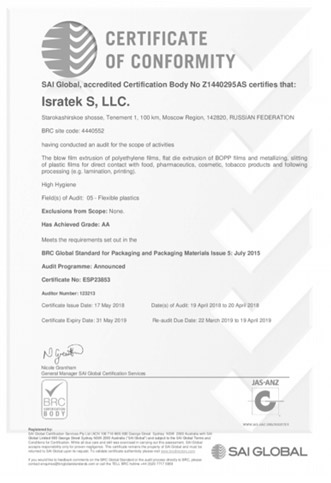 CERTIFICATE
OF CONFORMITY
SAI Global, accredited Certification Body No Z1440295AS certifies that:
Isratek S, LLC.
Starokashirskoe shosse, Tenement 1, 100 km, Moscow Region, 142820, RUSSIAN FEDERATION
BRC site code: 4440552
having conducted an audit for the scope of activities
The blow film extrusion of polyethylene films, flat die extrusion of BOPP films and metalizing, slitting
of plastic films for direct contact with food, pharmaceutics, cosmetic, tobacco products and following
processing (e.g. lamination, printing).
High Hygiene
Field(s) of Audit: 05 - Flexible plastics
Exclusions from Scope: None.
Has Achieved Grade: AA
Meets the requirements set out in the
BRC Global Standard for Packaging and Packaging Materials Issue 5: July 2015
Audit Programme: Announced
Certificate No: ESP23853
Auditor Number: 123213
Certificate Issue Date: 17 May 2018 Date(s) of Audit: 19 April 2018 to 20 April 2018
Certificate Expiry Date: 31 May 2019 Re-audit Due Date: 22 March 2019 to 19 April 2019
Nicole Grantham
General Manager SAI Global Certification Services
BRC
CERTIFICATION
BODY
JAS-ANZ
SAI GLOBAL
Registered by: